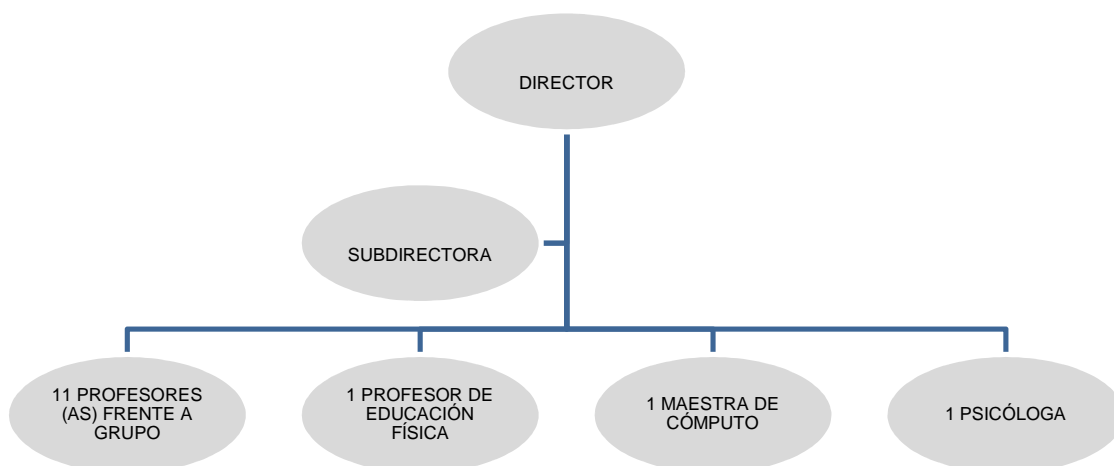 DIRECTOR
SUBDIRECTORA
11 PROFESORES
(AS) FRENTE A
GRUPO
1 PROFESOR DE
EDUCACIÓN
FÍSICA
1 MAESTRA DE
CÓMPUTO
1 PSICÓLOGA